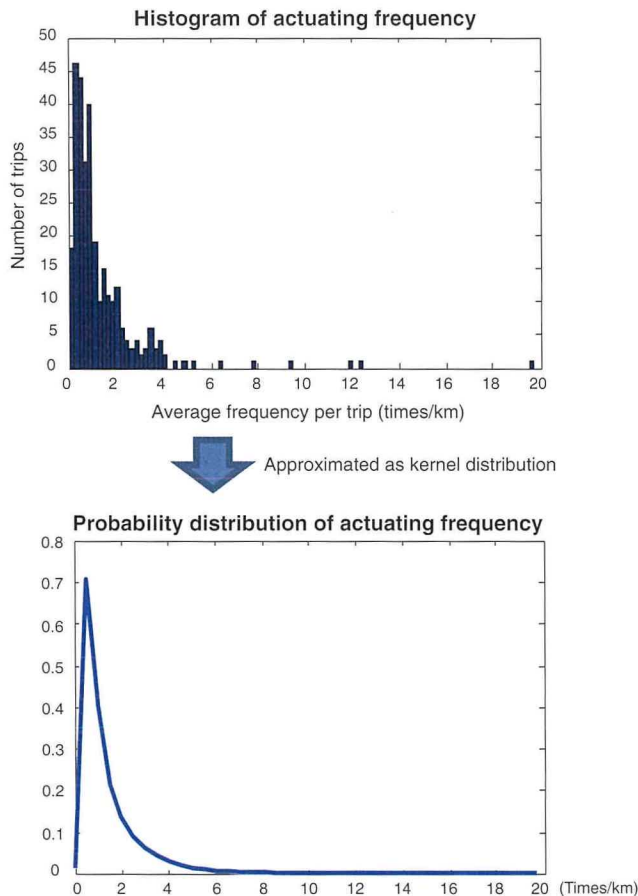 Histogram of actuating frequency
50
45
40
35
30
25
20
15
10
5
0
Number of trips
0 2 4 6 8 10 12 14 16 18 20
Average frequency per trip (times/km)
Approximated as kernel distribution
Probability distribution of actuating frequency
0.8
0.7
0.6
0.5
0.4
0.3
0.2
0.1
0
0 2 4 6 8 10 12 14 16 18 20 (Times/km)